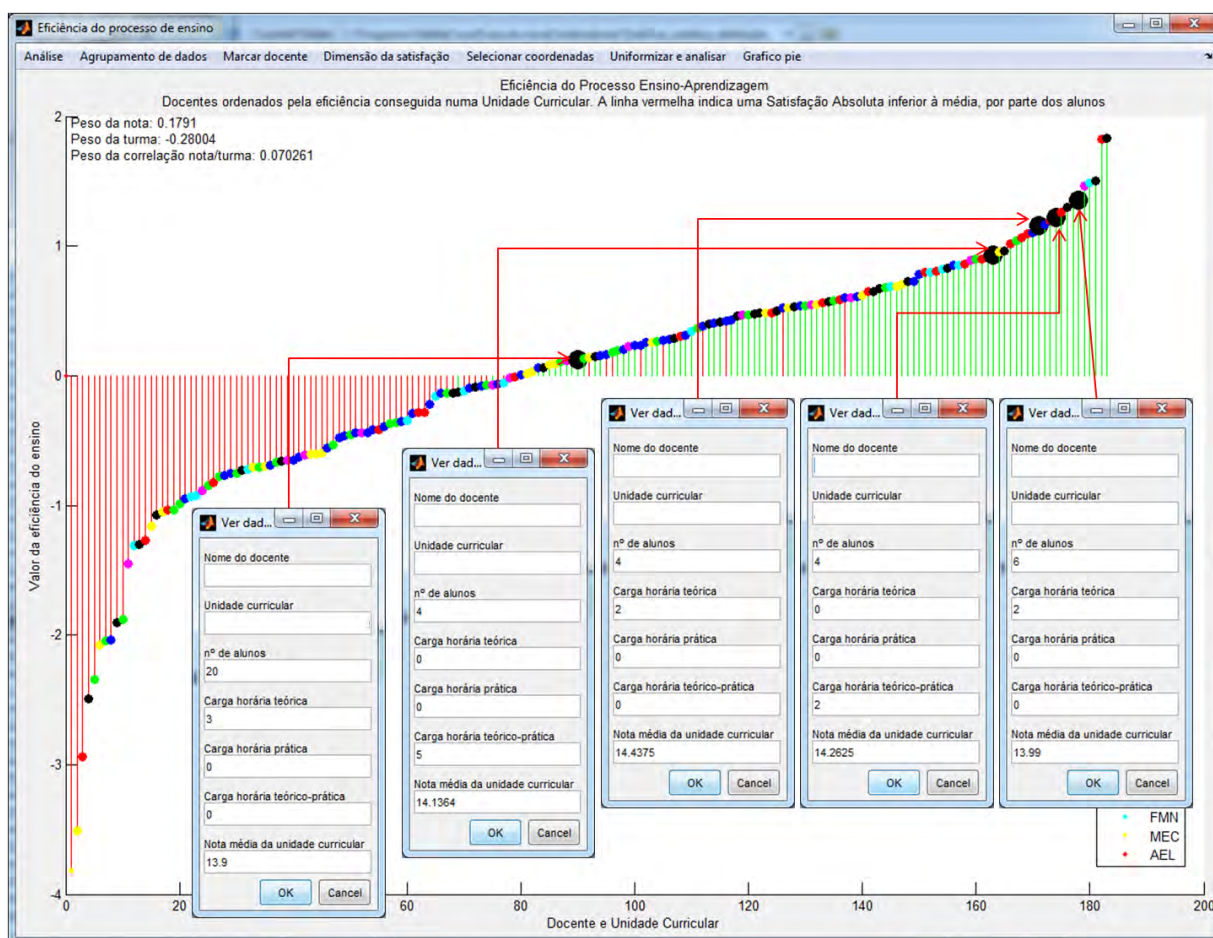 Eficiência do processo de ensino
Análise Agrupamento de dados Marcar docente Dimensão da satisfação Selecionar coordenadas Uniformizar e analisar Grafico pie
Eficiência do Processo Ensino-Aprendizagem
Docentes ordenados pela eficiência conseguida numa Unidade Curricular. A linha vermelha indica uma Satisfação Absoluta inferior à média, por parte dos alunos
Peso da nota: 0.1791
Peso da turma: -0.28004
Peso da correlação nota/turma: 0.070261
2
1
0
-1
-2
-3
-4
Valor da eficiência do ensino
Ver dad...
Nome do docente
Unidade curricular
nº de alunos
20
Carga horária teórica
3
Carga horária prática
0
Carga horária teórico-prática
0
Nota média da unidade curricular
13.9
OK Cancel
Ver dad...
Nome do docente
Unidade curricular
nº de alunos
4
Carga horária teórica
0
Carga horária prática
0
Carga horária teórico-prática
5
Nota média da unidade curricular
14.1364
OK Cancel
Ver dad...
Nome do docente
Unidade curricular
nº de alunos
4
Carga horária teórica
2
Carga horária prática
0
Carga horária teórico-prática
0
Nota média da unidade curricular
14.4375
OK Cancel
Ver dad...
Nome do docente
Unidade curricular
nº de alunos
4
Carga horária teórica
0
Carga horária prática
0
Carga horária teórico-prática
2
Nota média da unidade curricular
14.2625
OK Cancel
Ver dad...
Nome do docente
Unidade curricular
nº de alunos
6
Carga horária teórica
2
Carga horária prática
0
Carga horária teórico-prática
0
Nota média da unidade curricular
13.99
OK Cancel
FMN
MEC
AEL
0 20 60 80 100 120 140 160 180 200
Docente e Unidade Curricular